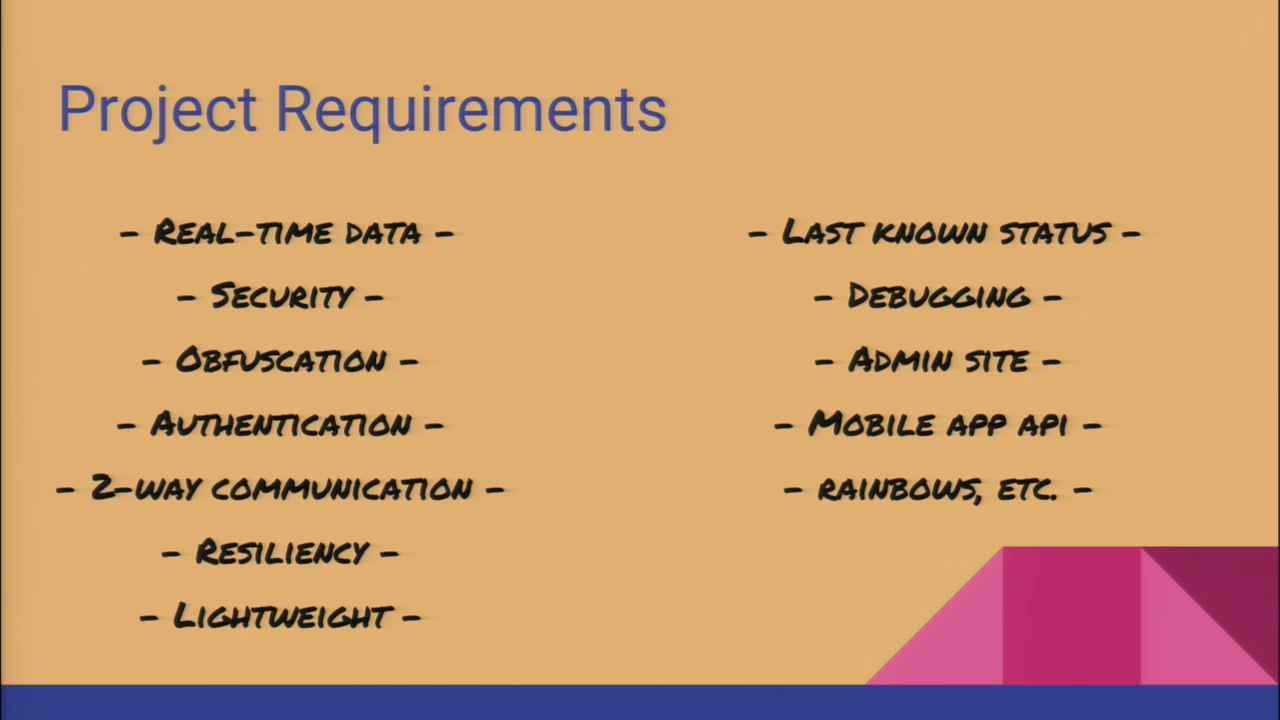 Project Requirements
- Real-time data -
- Security -
- Obfuscation -
- Authentication -
- 2-way communication -
- Resiliency -
- Lightweight -
- Last known status -
- Debugging -
- Admin site -
- Mobile app api -
- rainbows, etc. -